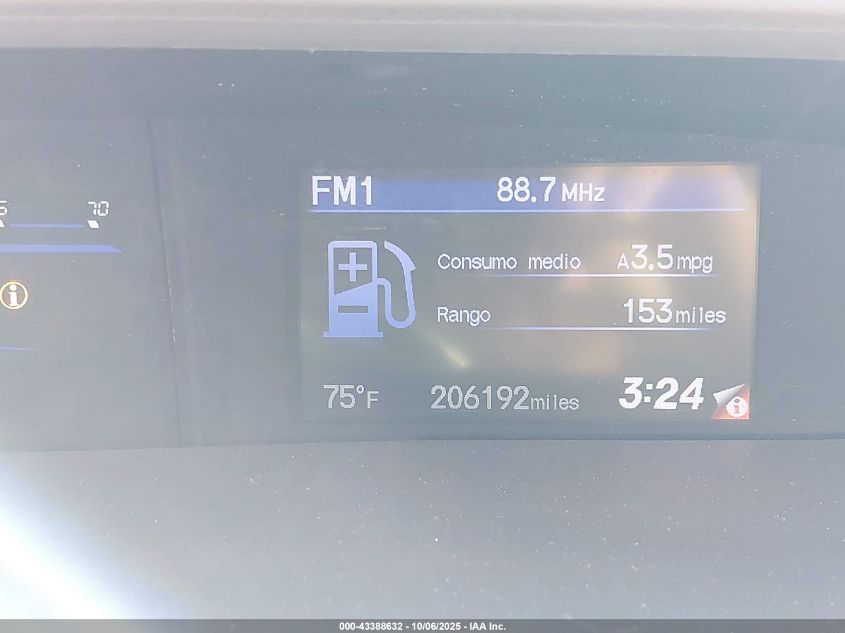 FM1 88.7 MHz
70
Consumo medio A3.5 mpg
Rango 153 miles
75°F 206192 miles 3:24
000-43388632 - 10/06/2025 - IAA Inc.